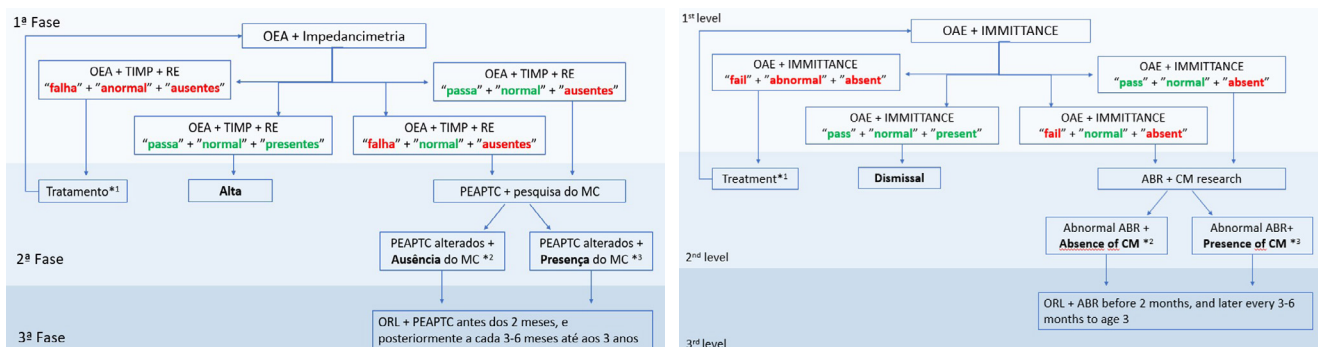 1ª Fase
OEA + Impedancimetria
OEA + TIMP + RE
“falha” + ”anormal” + ”ausentes”
OEA + TIMP + RE
“passa” + ”normal” + ”ausentes”
OEA + TIMP + RE
“passa” + ”normal” + ”presentes”
OEA + TIMP + RE
“falha” + ”normal” + ”ausentes”
Tratamento*1
Alta
PEAPTC + pesquisa do MC
PEAPTC alterados +
Ausência do MC *2
PEAPTC alterados +
Presença do MC *3
2ª Fase
ORL + PEAPTC antes dos 2 meses, e
posteriormente a cada 3-6 meses até aos 3 anos
3ª Fase
1st level
OAE + IMMITTANCE
OAE + IMMITTANCE
“fail” + ”abnormal” + ”absent”
OAE + IMMITTANCE
“pass” + ”normal” + ”absent”
OAE + IMMITTANCE
“pass” + ”normal” + ”present”
OAE + IMMITTANCE
“fail” + ”normal” + ”absent”
Treatment*1
Dismissal
ABR + CM research
Abnormal ABR +
Absence of CM *2
Abnormal ABR+
Presence of CM *3
2nd level
ORL + ABR before 2 months, and later every 3-6
months to age 3
3rd level